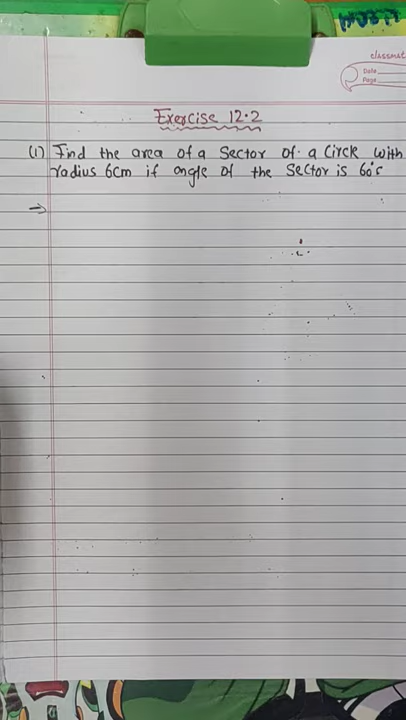 classmate
Date
Page
Exercise 12.2
(1) Find the area of a Sector of a Circle with
radius 6cm if angle of the Sector is 60°
→